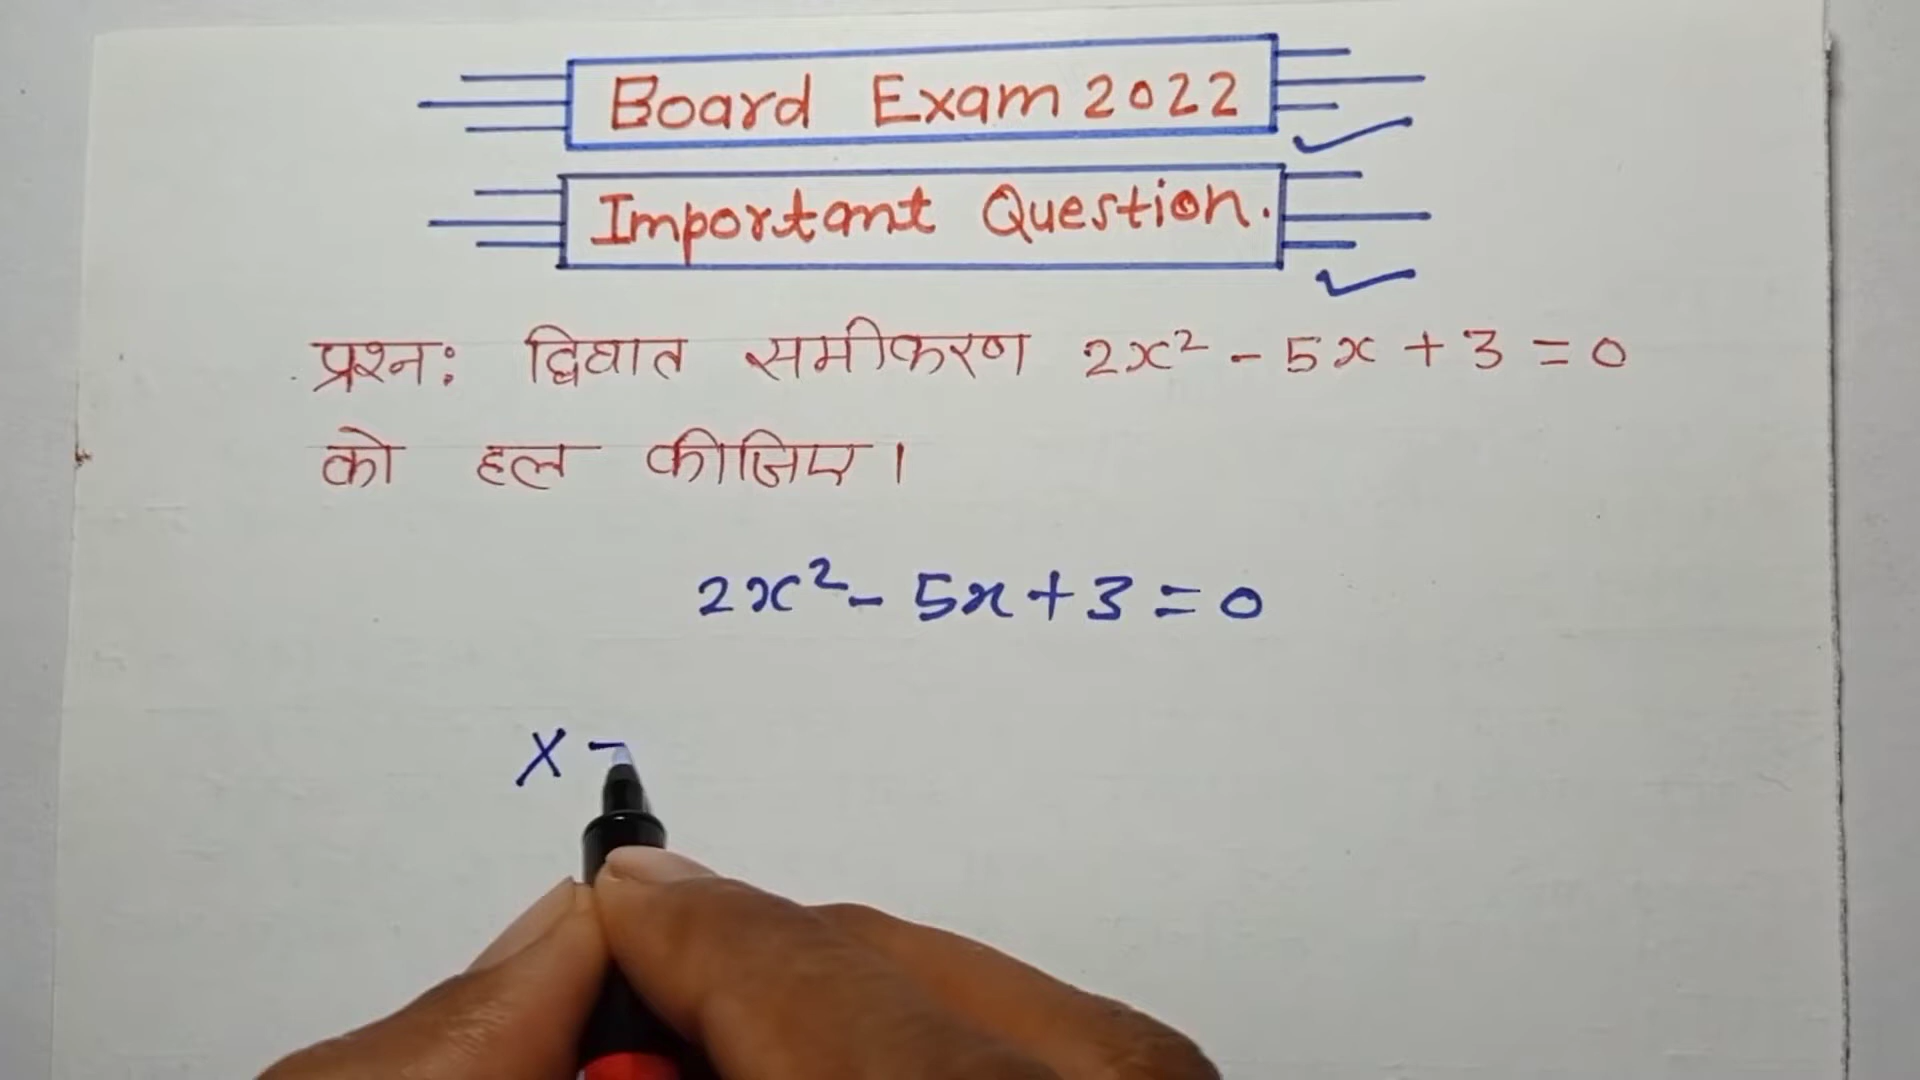 Board Exam 2022
Important Question.
प्रश्न: द्विघात समीकरण 2x² - 5x + 3 = 0
को हल कीजिए।
2x² - 5x + 3 = 0
x =